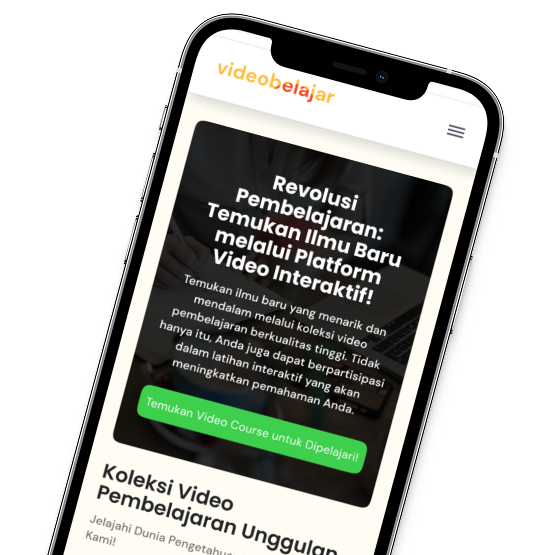 videobelajar
Revolusi
Pembelajaran:
Temukan Ilmu Baru
melalui Platform
Video Interaktif!
Temukan ilmu baru yang menarik dan
mendalam melalui koleksi video
pembelajaran berkualitas tinggi. Tidak
hanya itu, Anda juga dapat berpartisipasi
dalam latihan interaktif yang akan
meningkatkan pemahaman Anda.
Temukan Video Course untuk Dipelajari!
Koleksi Video
Pembelajaran Unggulan
Jelajahi Dunia
Kami!